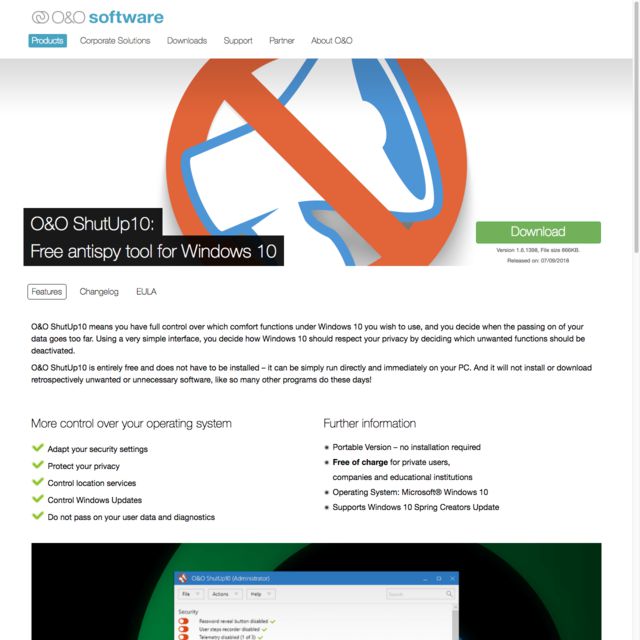 O&O software
Products Corporate Solutions Downloads Support Partner About O&O
O&O ShutUp10:
Free antispy tool for Windows 10
Download
Version 1.6.1398, File size 666KB.
Released on: 07/09/2018
Features Changelog EULA
O&O ShutUp10 means you have full control over which comfort functions under Windows 10 you wish to use, and you decide when the passing on of your
data goes too far. Using a very simple interface, you decide how Windows 10 should respect your privacy by deciding which unwanted functions should be
deactivated.
O&O ShutUp10 is entirely free and does not have to be installed – it can be simply run directly and immediately on your PC. And it will not install or download
retrospectively unwanted or unnecessary software, like so many other programs do these days!
More control over your operating system
Adapt your security settings
Protect your privacy
Control location services
Control Windows Updates
Do not pass on your user data and diagnostics
Further information
Portable Version – no installation required
Free of charge for private users,
companies and educational institutions
Operating System: Microsoft® Windows 10
Supports Windows 10 Spring Creators Update
O&O ShutUp10 (Administrator)
File Actions Help Search
Security
Password reveal button disabled
User steps recorder disabled
Telemetry disabled (1 of 3)